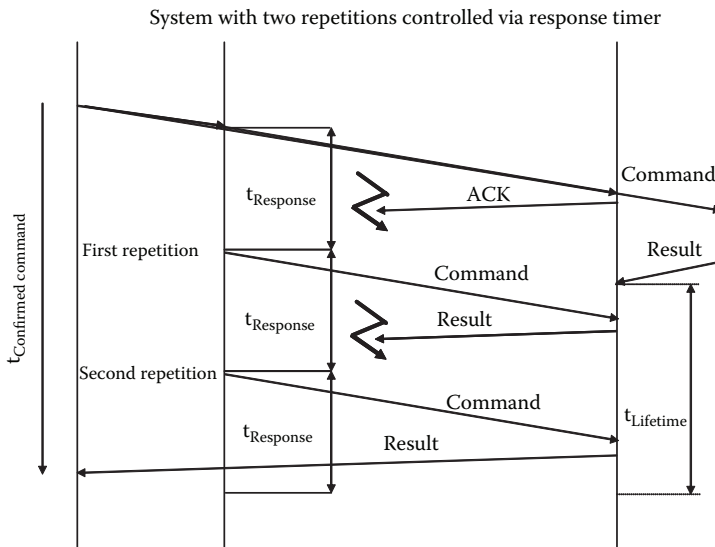 System with two repetitions controlled via response timer
Command
ACK
tResponse
Result
First repetition
Command
tConfirmed command
tResponse
Result
Second repetition
Command
tLifetime
tResponse
Result